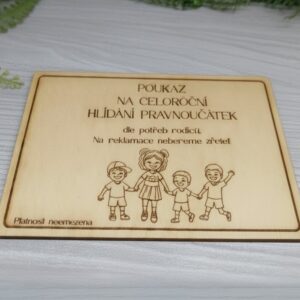 POUKAZ
NA CELOROČNÍ
HLÍDÁNÍ PRAVNOUČÁTEK
dle potřeb rodičů.
Na reklamace nebereme zřetel
Platnost neomezena